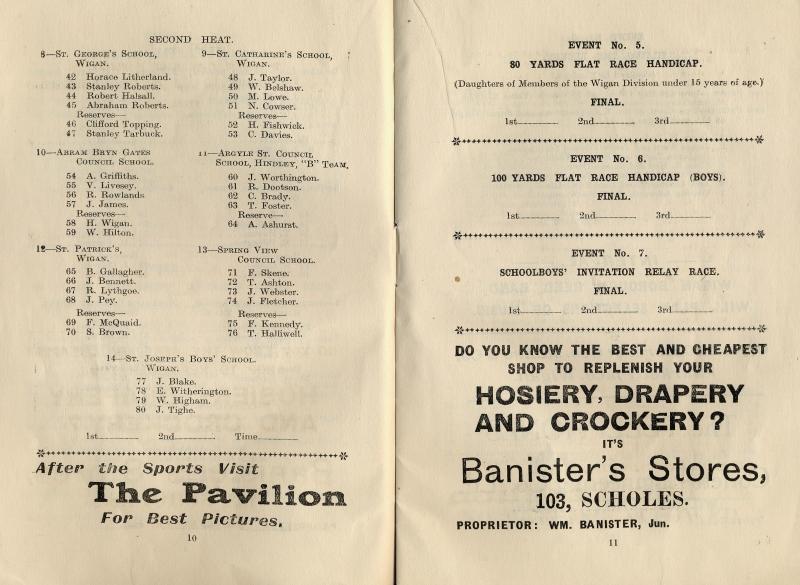 SECOND HEAT.
8—ST. GEORGE'S SCHOOL,
WIGAN.
42 Horace Litherland.
43 Stanley Roberts.
44 Robert Halsall.
45 Abraham Roberts.
Reserves—
46 Clifford Topping.
47 Stanley Tarbuck.
9—ST. CATHARINE'S SCHOOL,
WIGAN.
48 J. Taylor.
49 W. Belshaw.
50 M. Lowe.
51 N. Cowser.
Reserves—
52 H. Fishwick.
53 C. Davies.
10—ABRAM BRYN GATES
COUNCIL SCHOOL.
54 A. Griffiths.
55 V. Livesey.
56 R. Rowlands
57 J. James.
Reserves—
58 H. Wigan.
59 W. Hilton.
11—ARGYLE ST. COUNCIL
SCHOOL, HINDLEY, "B" TEAM.
60 J. Worthington.
61 R. Dootson.
62 C. Brady.
63 T. Foster.
Reserve—
64 A. Ashurst.
12—ST. PATRICK'S,
WIGAN.
65 B. Gallagher.
66 J. Bennett.
67 R. Lythgoe.
68 J. Pey.
Reserves—
69 F. McQuaid.
70 S. Brown.
13—SPRING VIEW
COUNCIL SCHOOL.
71 F. Skene.
72 T. Ashton.
73 J. Webster.
74 J. Fletcher.
Reserves—
75 F. Kennedy.
76 T. Halliwell.
14—ST. JOSEPH'S BOYS' SCHOOL.
WIGAN.
77 J. Blake.
78 E. Witherington.
79 W. Higham.
80 J. Tighe.
1st 2nd Time
After the Sports Visit
The Pavilion
For Best Pictures.
10
EVENT No. 5.
80 YARDS FLAT RACE HANDICAP.
(Daughters of Members of the Wigan Division under 15 years of age.)
FINAL.
1st 2nd 3rd
EVENT No. 6.
100 YARDS FLAT RACE HANDICAP (BOYS).
FINAL.
1st 2nd 3rd
EVENT No. 7.
SCHOOLBOYS' INVITATION RELAY RACE.
FINAL.
1st 2nd 3rd
DO YOU KNOW THE BEST AND CHEAPEST
SHOP TO REPLENISH YOUR
HOSIERY, DRAPERY
AND CROCKERY?
IT'S
Banister's Stores,
103, SCHOLES.
PROPRIETOR: WM. BANISTER, Jun.
11